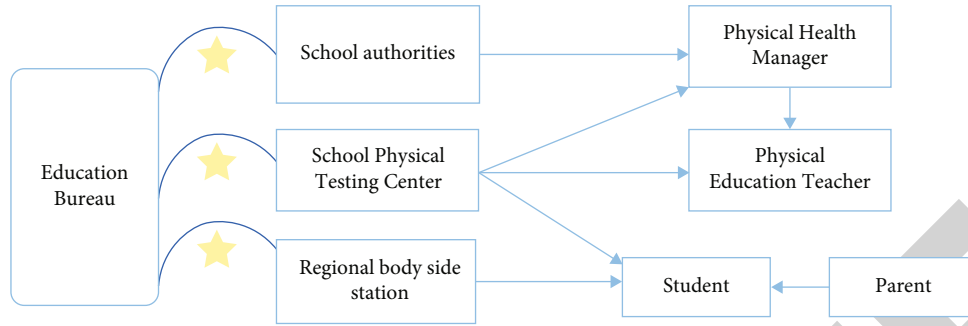 Education
Bureau
School authorities
School Physical
Testing Center
Regional body side
station
Physical Health
Manager
Physical
Education Teacher
Student
Parent